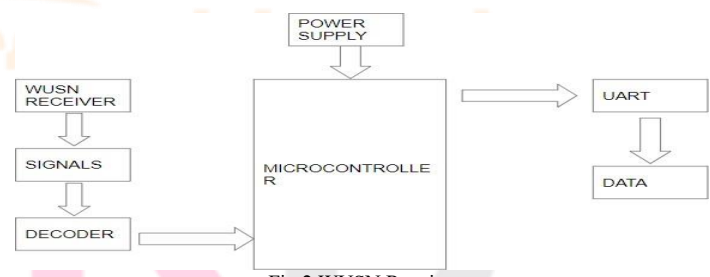 POWER
SUPPLY
WUSN
RECEIVER
SIGNALS
DECODER
MICROCONTROLLE
R
UART
DATA